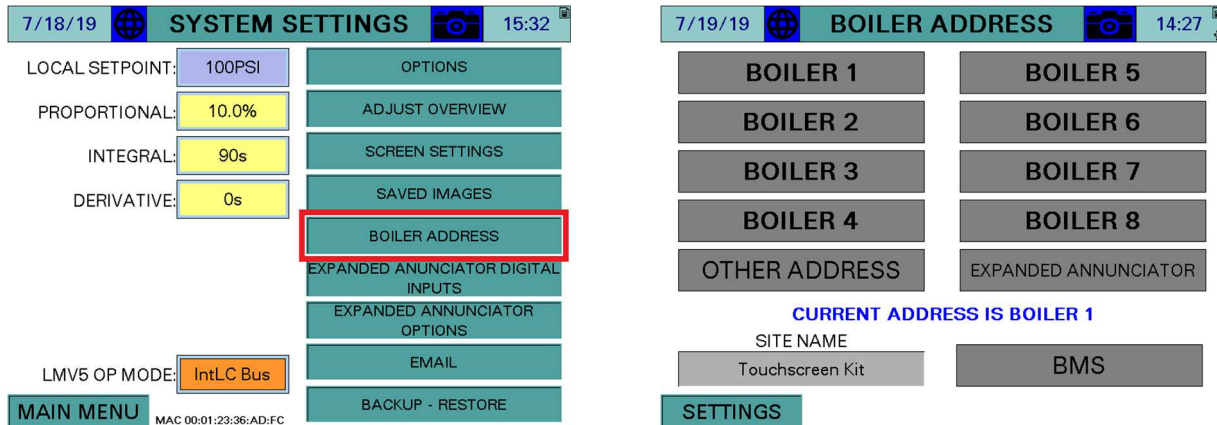 7/18/19 SYSTEM SETTINGS 15:32
LOCAL SETPOINT: 100PSI
PROPORTIONAL: 10.0%
INTEGRAL: 90s
DERIVATIVE: 0s
LMV5 OP MODE: IntLC Bus
MAIN MENU MAC 00:01:23:36:AD:FC
OPTIONS
ADJUST OVERVIEW
SCREEN SETTINGS
SAVED IMAGES
BOILER ADDRESS
EXPANDED ANUNCIATOR DIGITAL
INPUTS
EXPANDED ANNUNCIATOR
OPTIONS
EMAIL
BACKUP - RESTORE
7/19/19 BOILER ADDRESS 14:27
BOILER 1 BOILER 5
BOILER 2 BOILER 6
BOILER 3 BOILER 7
BOILER 4 BOILER 8
OTHER ADDRESS EXPANDED ANNUNCIATOR
CURRENT ADDRESS IS BOILER 1
SITE NAME
Touchscreen Kit BMS
SETTINGS